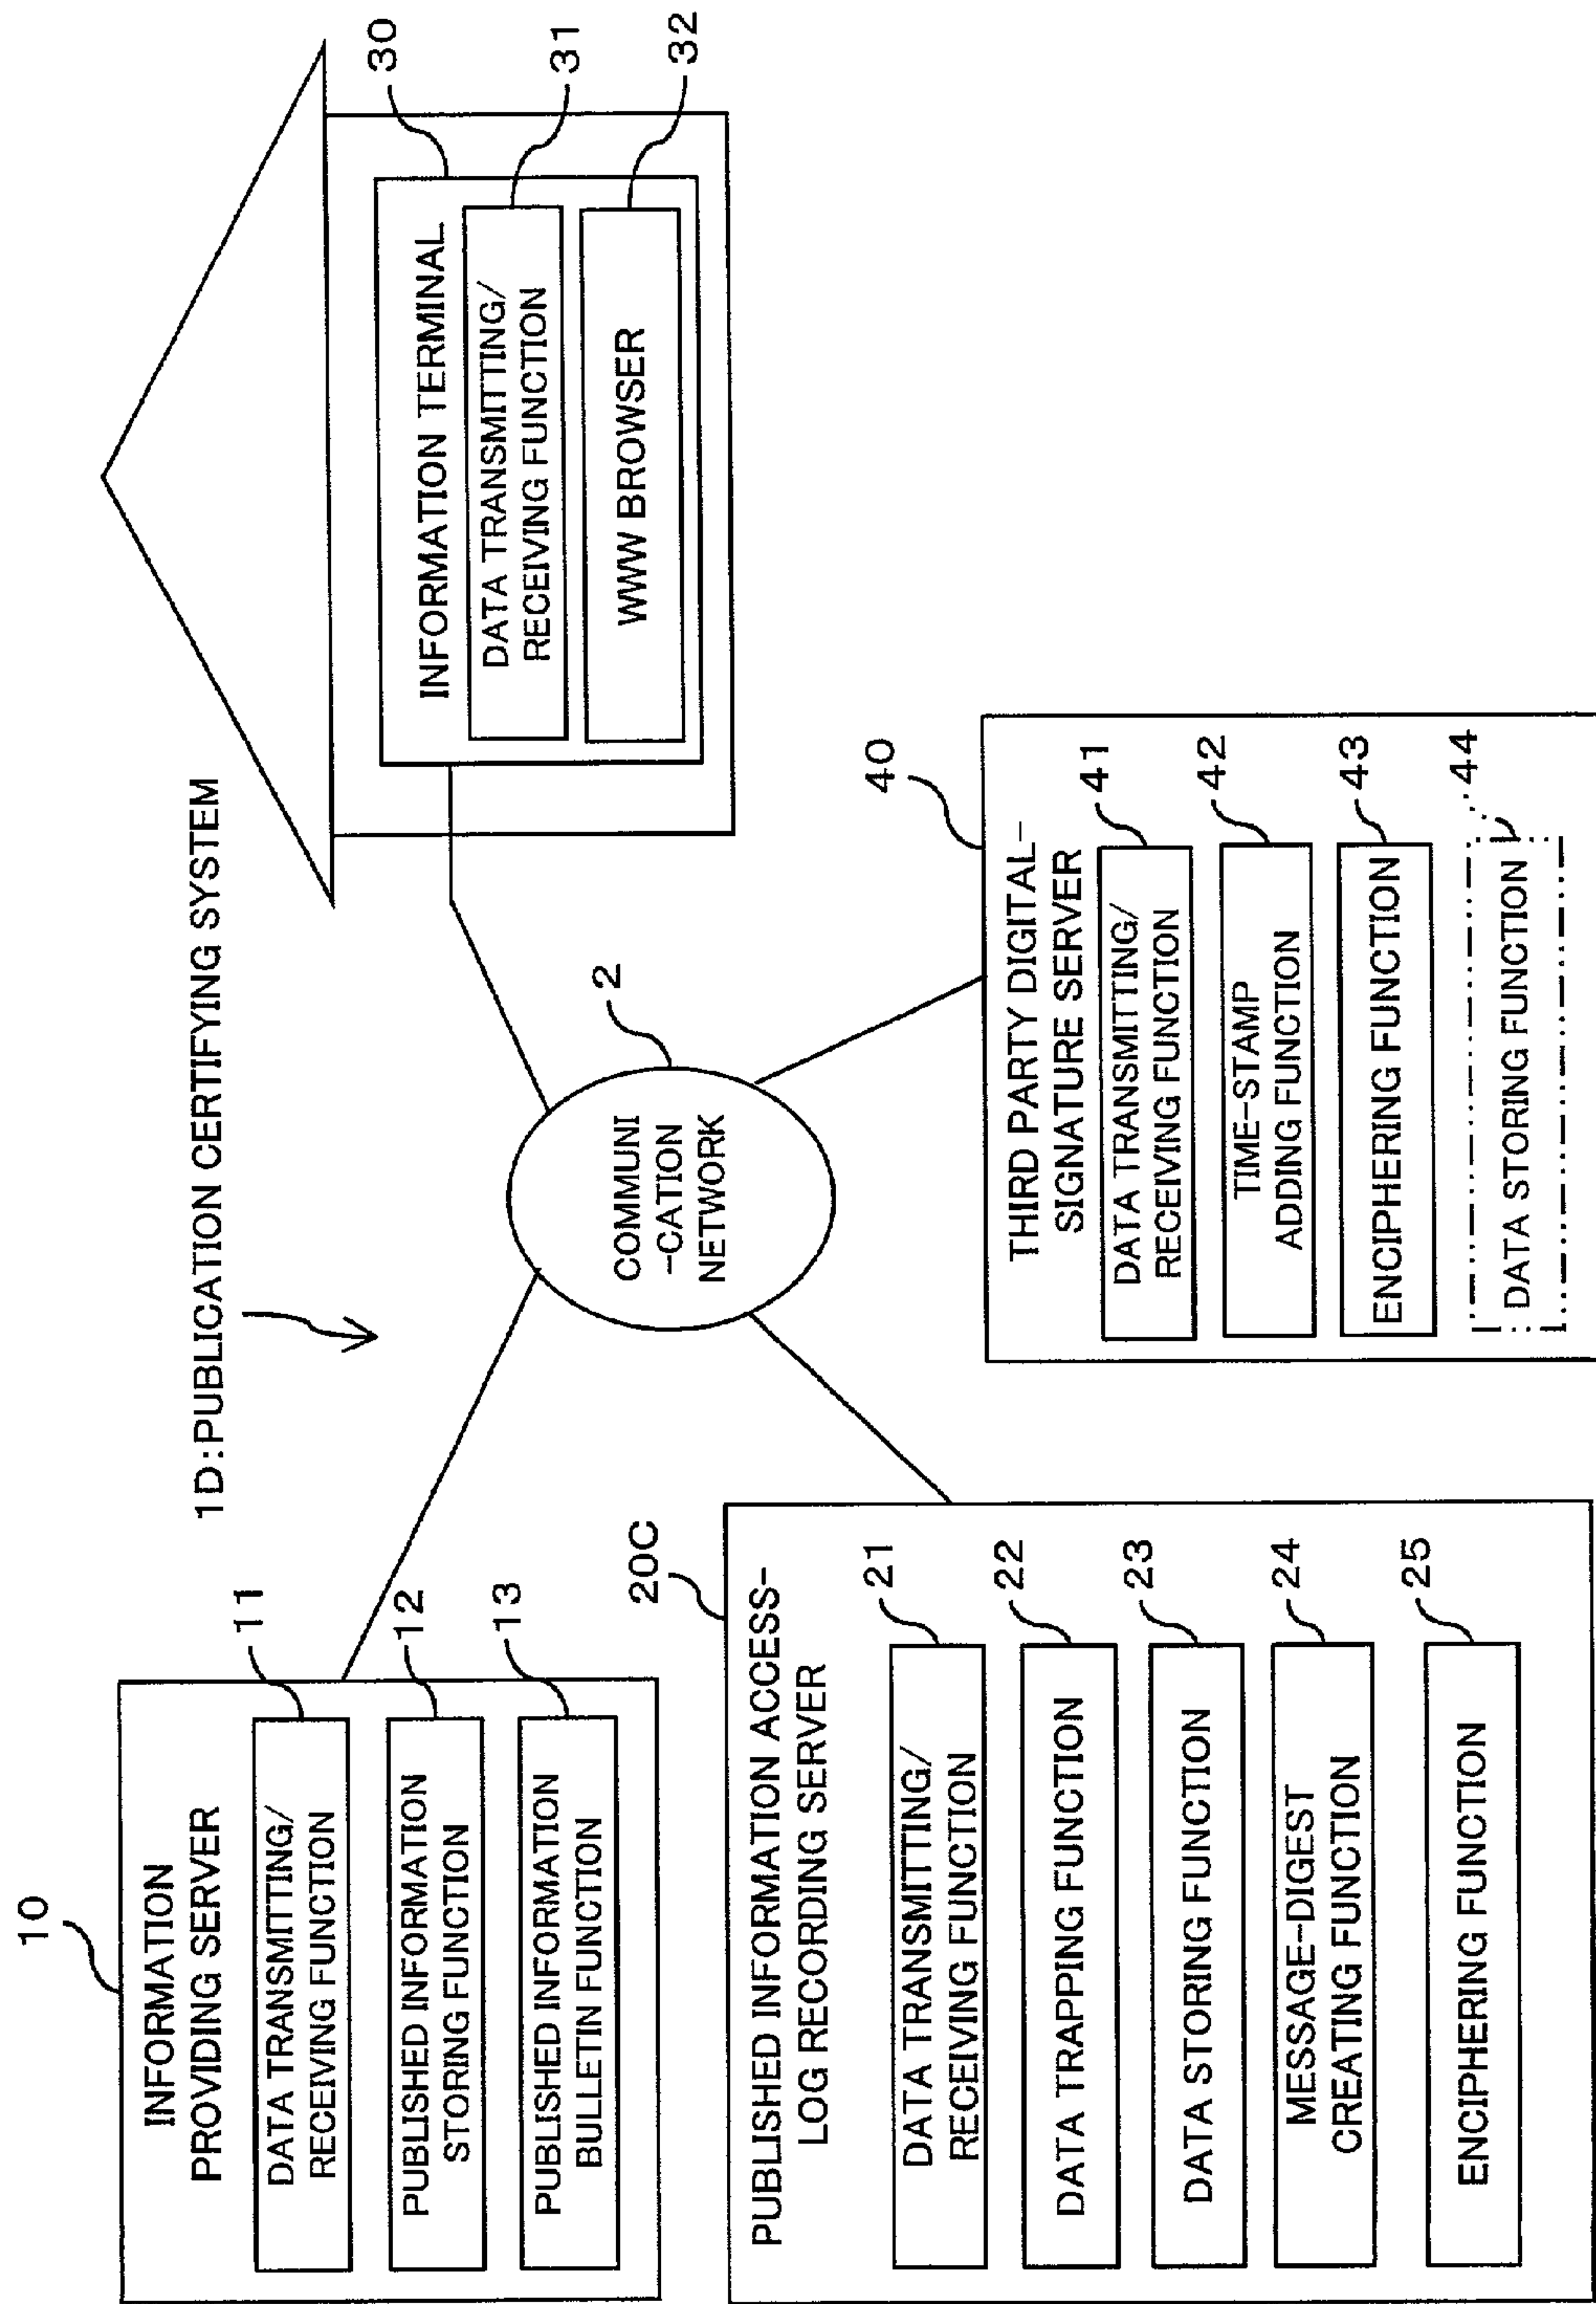 1D:PUBLICATION CERTIFYING SYSTEM
10
INFORMATION
PROVIDING SERVER
DATA TRANSMITTING/
RECEIVING FUNCTION
11
PUBLISHED INFORMATION
STORING FUNCTION
12
PUBLISHED INFORMATION
BULLETIN FUNCTION
13
COMMUNI
-CATION
NETWORK
2
30
INFORMATION TERMINAL
DATA TRANSMITTING/
RECEIVING FUNCTION
31
WWW BROWSER
32
20C
PUBLISHED INFORMATION ACCESS-
LOG RECORDING SERVER
DATA TRANSMITTING/
RECEIVING FUNCTION
21
DATA TRAPPING FUNCTION
22
DATA STORING FUNCTION
23
MESSAGE-DIGEST
CREATING FUNCTION
24
ENCIPHERING FUNCTION
25
40
THIRD PARTY DIGITAL-
SIGNATURE SERVER
DATA TRANSMITTING/
RECEIVING FUNCTION
41
TIME-STAMP
ADDING FUNCTION
42
ENCIPHERING FUNCTION
43
DATA STORING FUNCTION
44